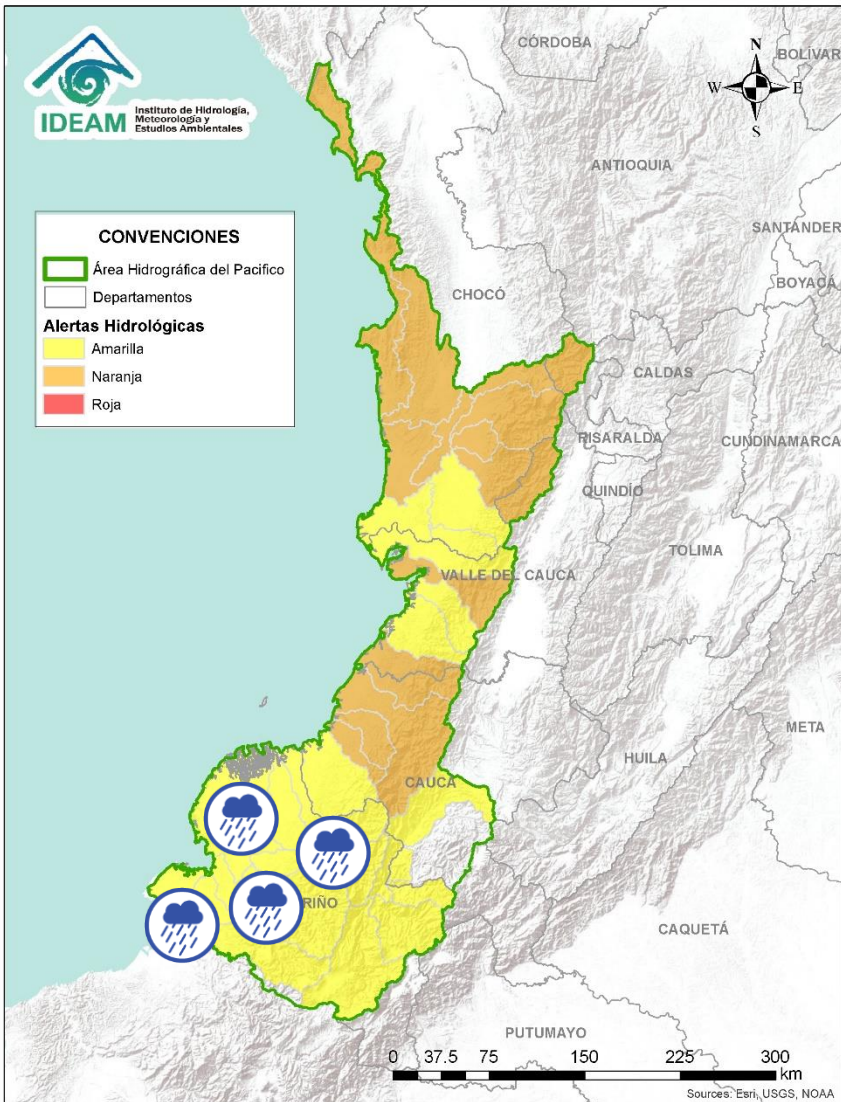 IDEAM
Instituto de Hidrología,
Meteorología y
Estudios Ambientales
CÓRDOBA
BOLÍVAR
N
W
E
S
ANTIOQUIA
SANTANDER
BOYACÁ
CONVENCIONES
Área Hidrográfica del Pacifico
Departamentos
Alertas Hidrológicas
Amarilla
Naranja
Roja
CHOCÓ
CALDAS
RISARALDA
CUNDINAMARCA
QUINDÍO
TOLIMA
VALLE DEL CAUCA
META
HUILA
CAUCA
RIÑO
CAQUETÁ
PUTUMAYO
0 37.5 75 150 225 300
km
Sources: Esri, USGS, NOAA